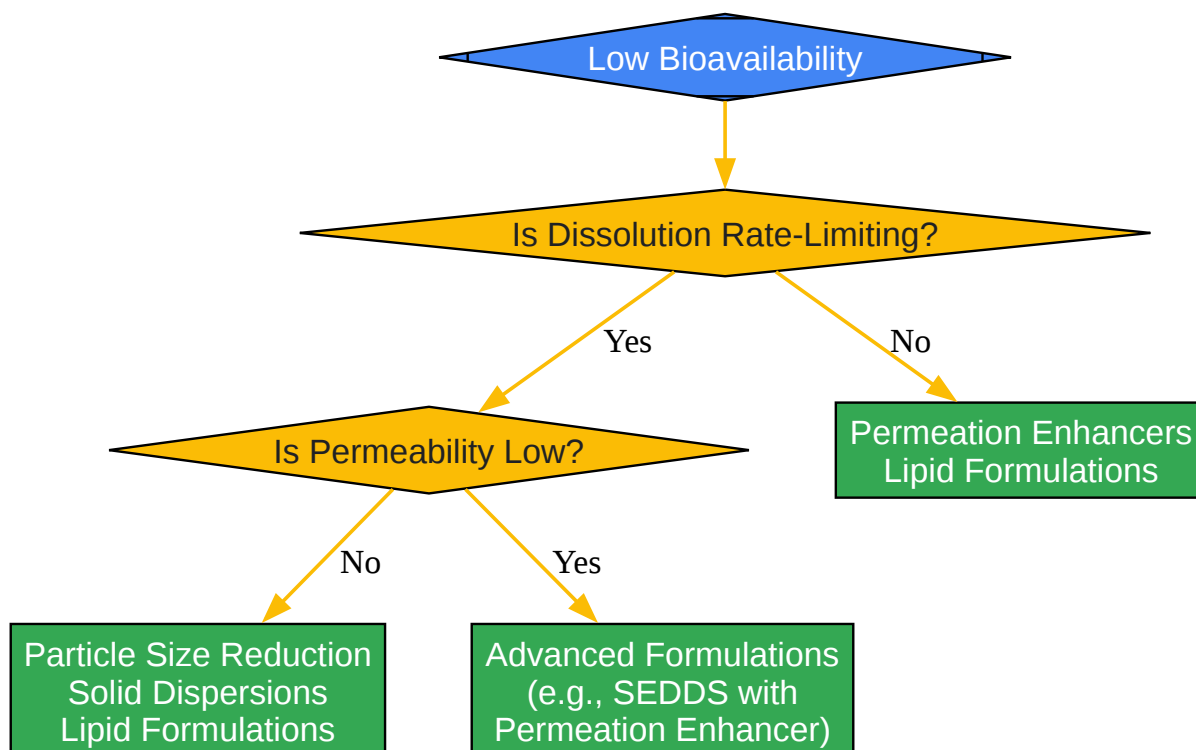 Low Bioavailability
Is Dissolution Rate-Limiting?
Yes
No
Is Permeability Low?
Permeation Enhancers
Lipid Formulations
No
Yes
Particle Size Reduction
Solid Dispersions
Lipid Formulations
Advanced Formulations
(e.g., SEDDS with
Permeation Enhancer)